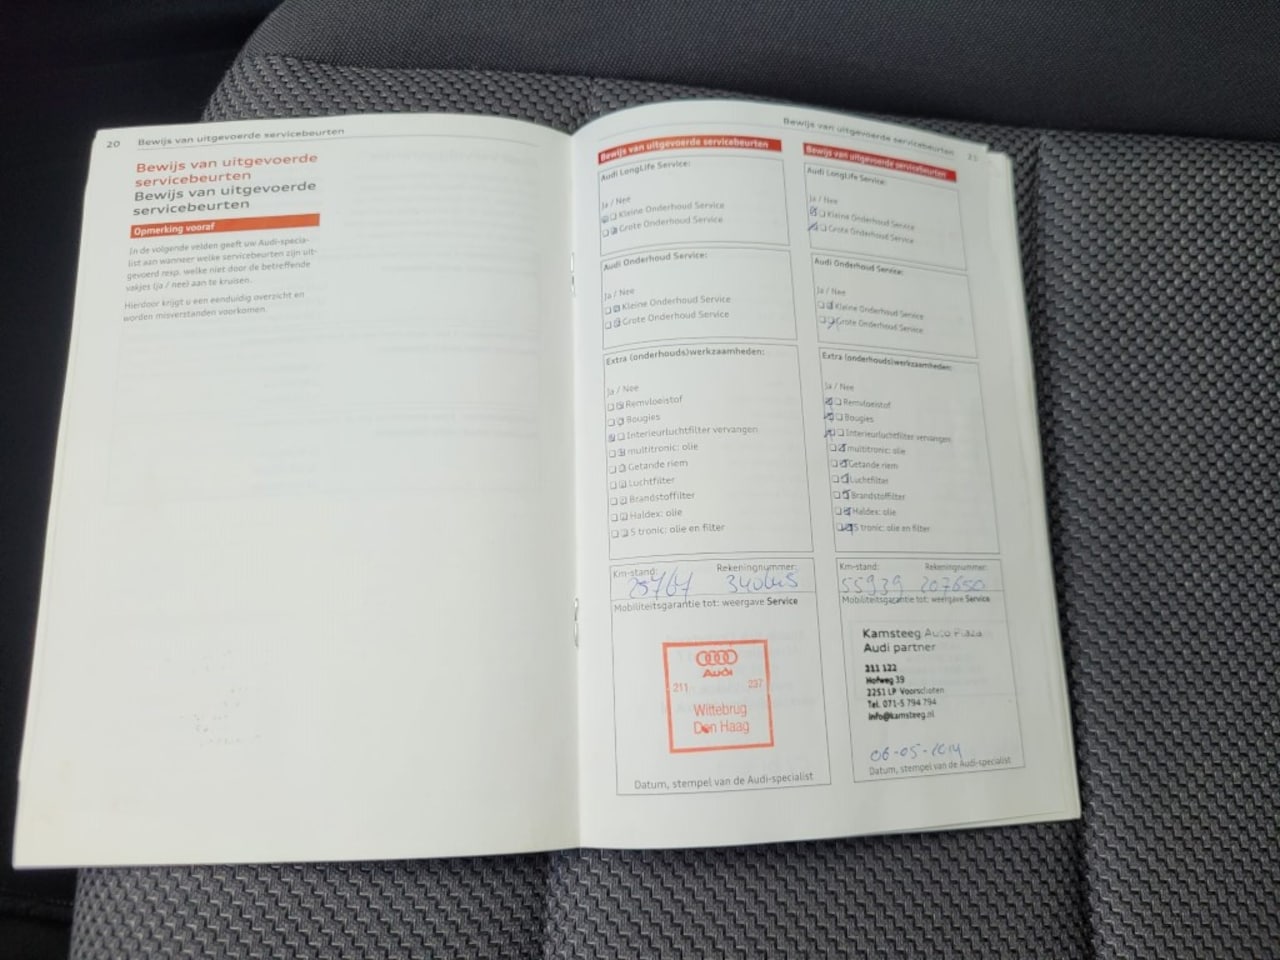 20 Bewijs van uitgevoerde servicebeurten
Bewijs van uitgevoerde
servicebeurten
Bewijs van uitgevoerde
servicebeurten
Opmerking vooraf
In de volgende velden geeft uw Audi-specia-
list aan wanneer welke servicebeurten zijn uit-
gevoerd resp. welke niet door de betreffende
vakjes (ja / nee) aan te kruisen.
Hierdoor krijgt u een eenduidig overzicht en
worden misverstanden voorkomen.
Bewijs van uitgevoerde servicebeurten 21
Bewijs van uitgevoerde servicebeurten
Audi LongLife Service:
Ja / Nee
Kleine Onderhoud Service
Grote Onderhoud Service
Audi Onderhoud Service:
Ja / Nee
Kleine Onderhoud Service
Grote Onderhoud Service
Extra (onderhouds)werkzaamheden:
Ja / Nee
Remvloeistof
Bougies
Interieurluchtfilter vervangen
multitronic: olie
Getande riem
Luchtfilter
Brandstoffilter
Haldex: olie
S tronic: olie en filter
Km-stand: Rekeningnummer:
Mobiliteitsgarantie tot: weergave Service
Audi
211 237
Wittebrug
Den Haag
Datum, stempel van de Audi-specialist
Bewijs van uitgevoerde servicebeurten
Audi LongLife Service:
Ja / Nee
Kleine Onderhoud Service
Grote Onderhoud Service
Audi Onderhoud Service:
Ja / Nee
Kleine Onderhoud Service
Grote Onderhoud Service
Extra (onderhouds)werkzaamheden:
Ja / Nee
Remvloeistof
Bougies
Interieurluchtfilter vervangen
multitronic: olie
Getande riem
Luchtfilter
Brandstoffilter
Haldex: olie
S tronic: olie en filter
Km-stand: Rekeningnummer:
55939 207650
Mobiliteitsgarantie tot: weergave Service
Kamsteeg Auto Plaza
Audi partner
211 122
Hofweg 39
2251 LP Voorschoten
Tel. 071-5 794 794
info@kamsteeg.nl
06-05-2014
Datum, stempel van de Audi-specialist